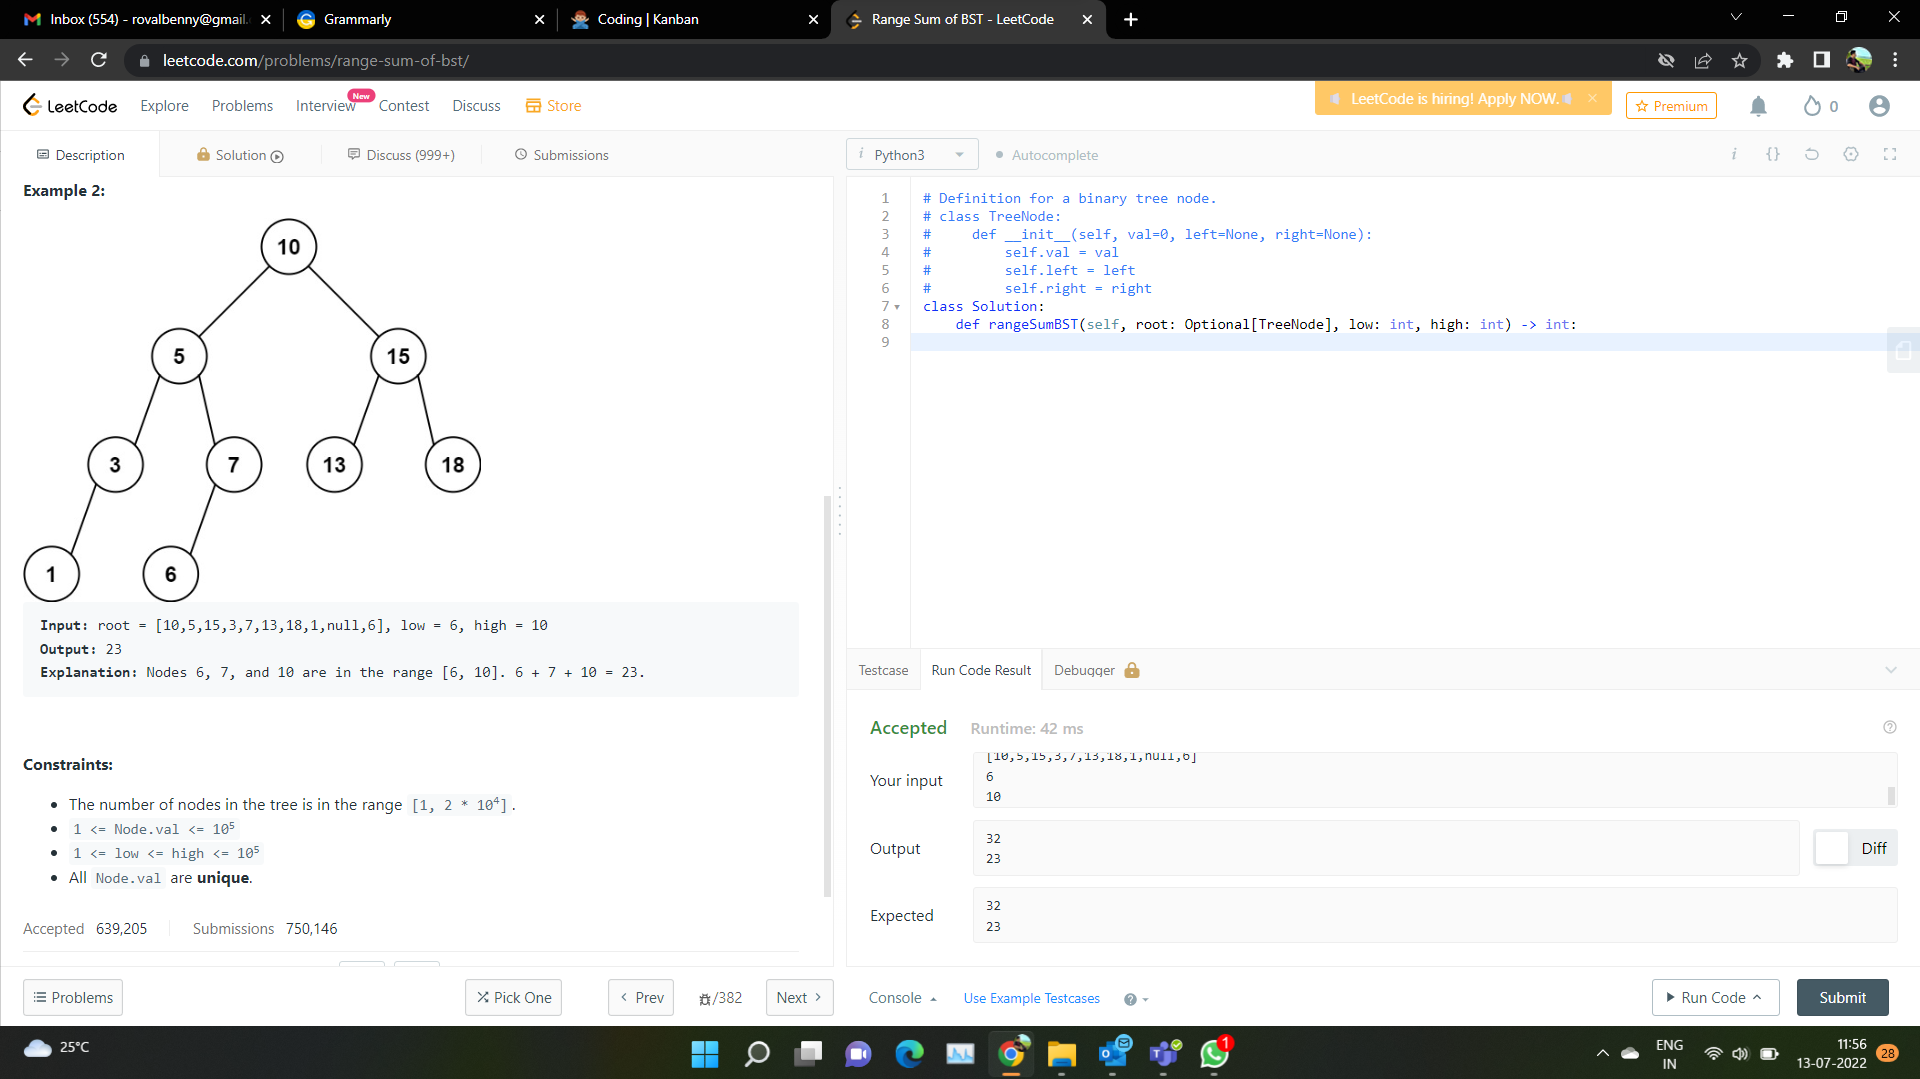 Inbox (554) - rovalbenny@gmail.
Grammarly
Coding | Kanban
Range Sum of BST - LeetCode
leetcode.com/problems/range-sum-of-bst/
LeetCode
Explore
Problems
Interview
New
Contest
Discuss
Store
LeetCode is hiring! Apply NOW.
Premium
0
Description
Solution
Discuss (999+)
Submissions
Python3
Autocomplete
Example 2:
10
5
15
3
7
13
18
1
6
Input: root = [10,5,15,3,7,13,18,1,null,6], low = 6, high = 10
Output: 23
Explanation: Nodes 6, 7, and 10 are in the range [6, 10]. 6 + 7 + 10 = 23.
Constraints:
• The number of nodes in the tree is in the range [1, 2 * 10⁴].
• 1 <= Node.val <= 10⁵
• 1 <= low <= high <= 10⁵
• All Node.val are unique.
Accepted 639,205
Submissions 750,146
1 # Definition for a binary tree node.
2 # class TreeNode:
3 #     def __init__(self, val=0, left=None, right=None):
4 #         self.val = val
5 #         self.left = left
6 #         self.right = right
7 class Solution:
8     def rangeSumBST(self, root: Optional[TreeNode], low: int, high: int) -> int:
9
Testcase
Run Code Result
Debugger
Accepted
Runtime: 42 ms
Your input
[10,5,15,3,7,13,18,1,null,6]
6
10
Output
32
23
Diff
Expected
32
23
Problems
Pick One
Prev
/382
Next
Console
Use Example Testcases
Run Code
Submit
25°C
1
ENG
IN
11:56
13-07-2022
28